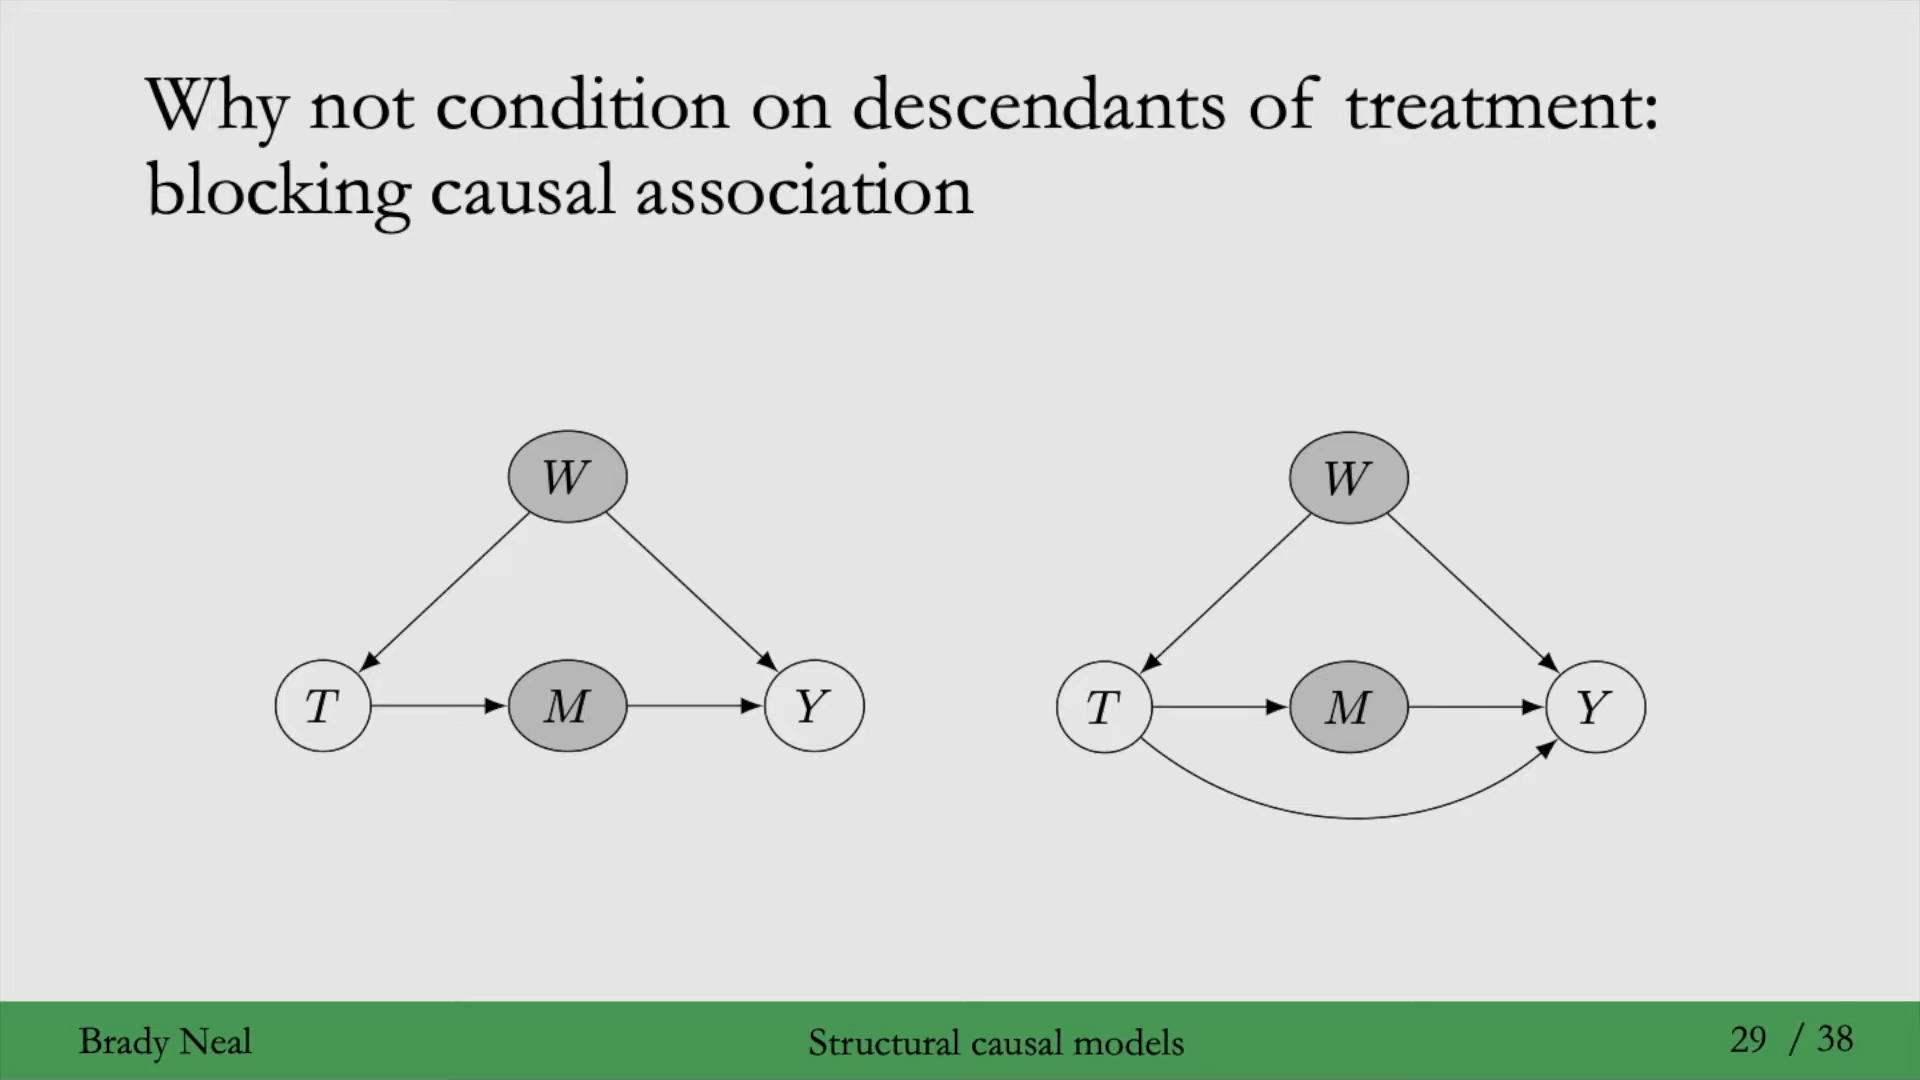 Why not condition on descendants of treatment:
blocking causal association
W
W
T
M
Y
T
M
Y
Brady Neal
Structural causal models
29 / 38